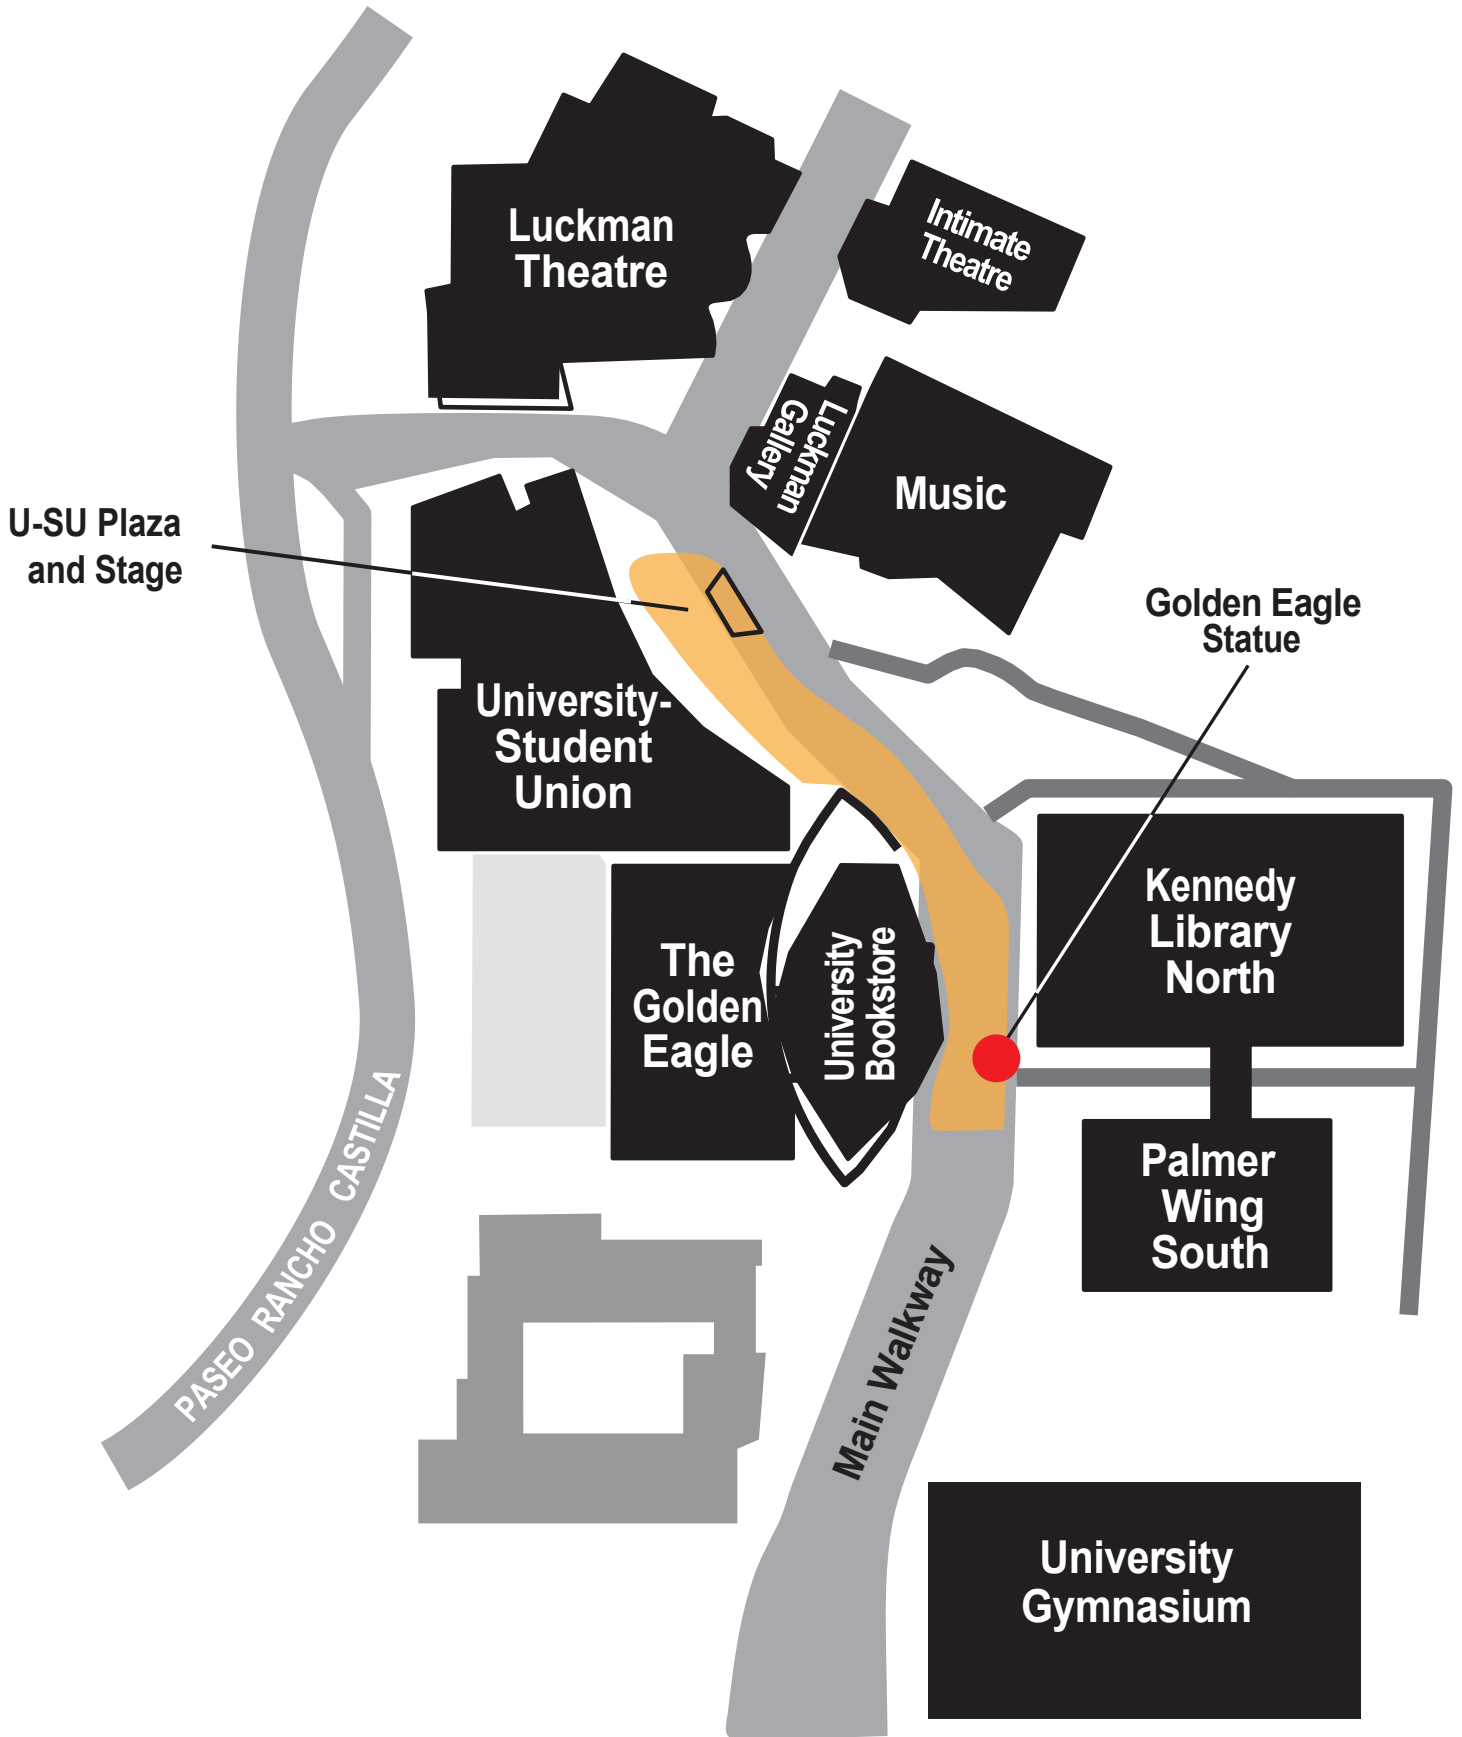 Luckman
Theatre
Intimate
Theatre
Luckman
Gallery
Music
U-SU Plaza
and Stage
Golden Eagle
Statue
University-
Student
Union
Kennedy
Library
North
The
Golden
Eagle
University
Bookstore
Palmer
Wing
South
PASEO RANCHO CASTILLA
Main Walkway
University
Gymnasium